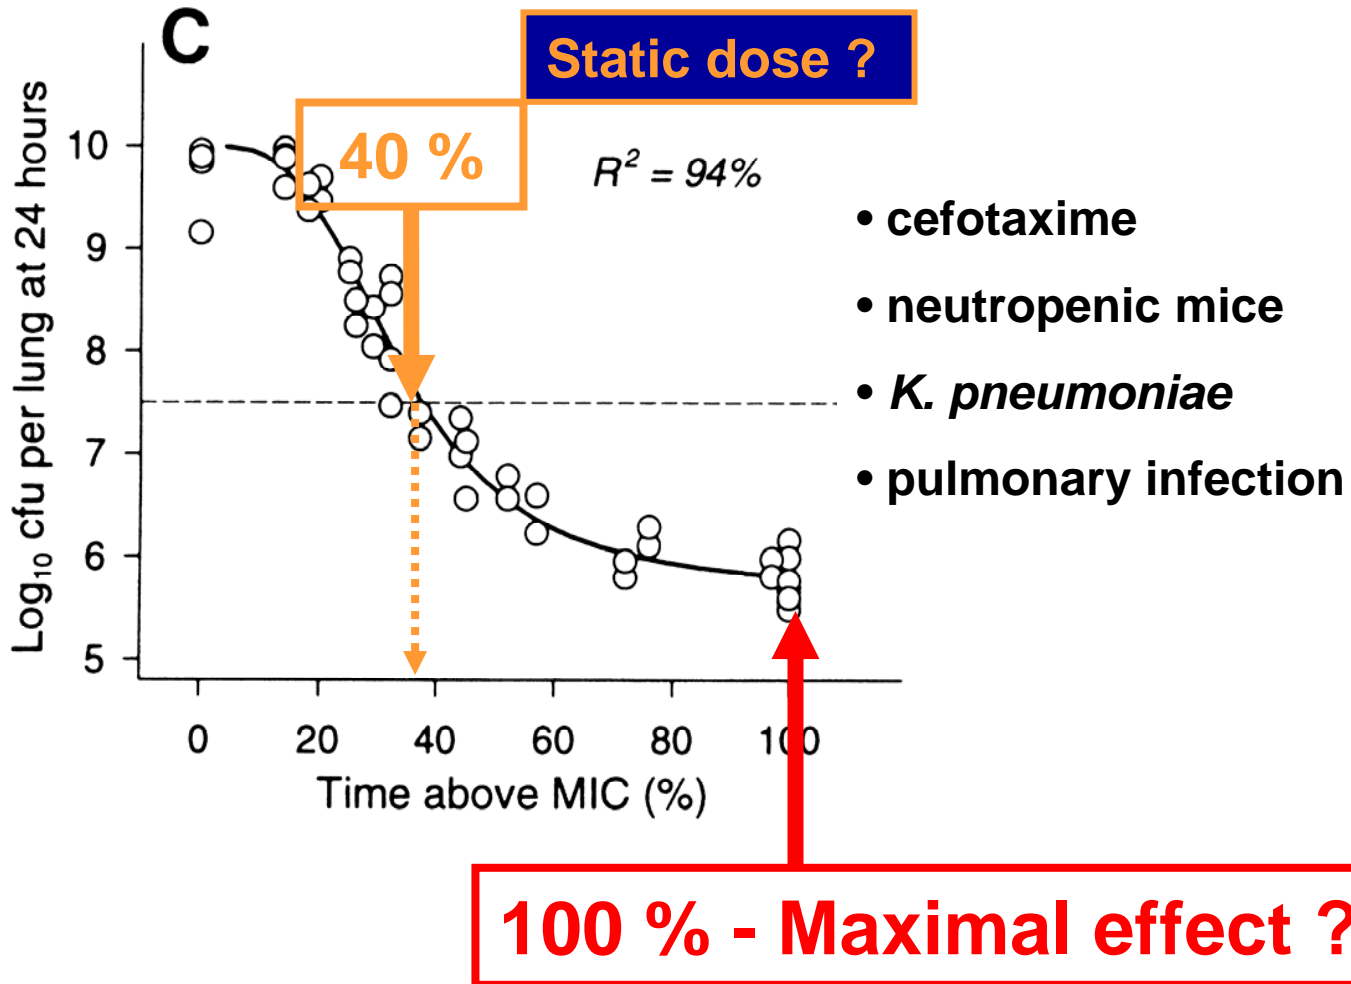 C
Static dose ?
40 %
R² = 94%
Log₁₀ cfu per lung at 24 hours
10
9
8
7
6
5
0 20 40 60 80 100
Time above MIC (%)
• cefotaxime
• neutropenic mice
• K. pneumoniae
• pulmonary infection
100 % - Maximal effect ?